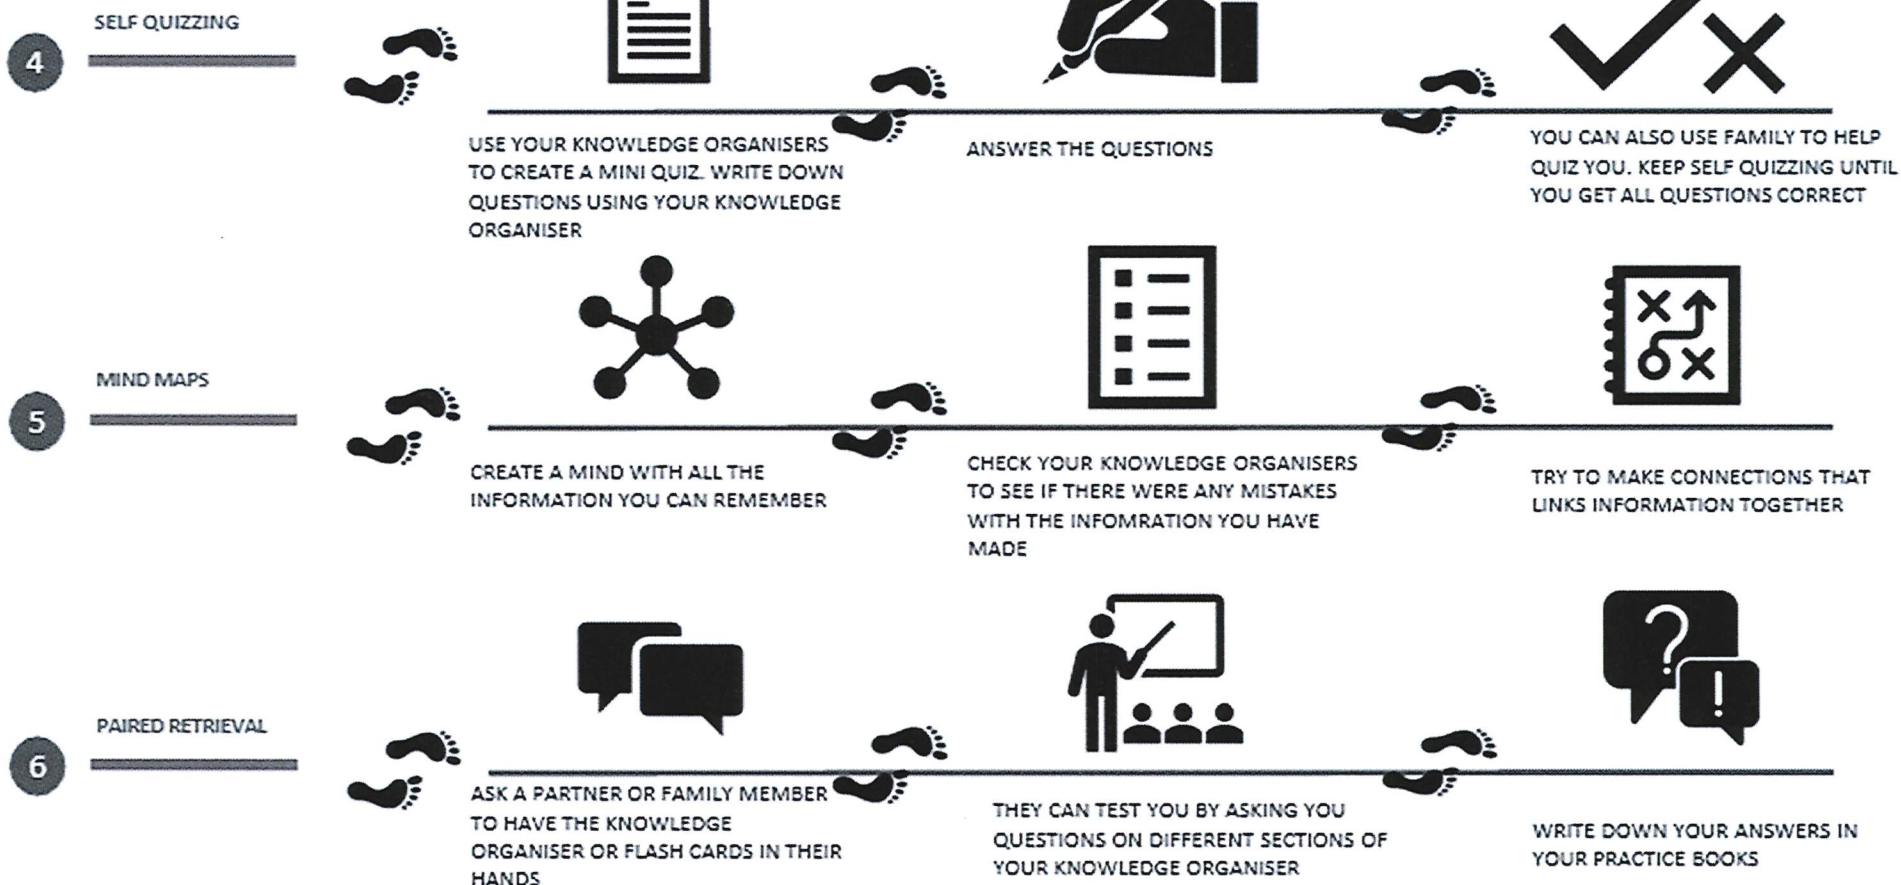 4
SELF QUIZZING
USE YOUR KNOWLEDGE ORGANISERS
TO CREATE A MINI QUIZ. WRITE DOWN
QUESTIONS USING YOUR KNOWLEDGE
ORGANISER
ANSWER THE QUESTIONS
YOU CAN ALSO USE FAMILY TO HELP
QUIZ YOU. KEEP SELF QUIZZING UNTIL
YOU GET ALL QUESTIONS CORRECT
5
MIND MAPS
CREATE A MIND WITH ALL THE
INFORMATION YOU CAN REMEMBER
CHECK YOUR KNOWLEDGE ORGANISERS
TO SEE IF THERE WERE ANY MISTAKES
WITH THE INFOMRATION YOU HAVE
MADE
TRY TO MAKE CONNECTIONS THAT
LINKS INFORMATION TOGETHER
6
PAIRED RETRIEVAL
ASK A PARTNER OR FAMILY MEMBER
TO HAVE THE KNOWLEDGE
ORGANISER OR FLASH CARDS IN THEIR
HANDS
THEY CAN TEST YOU BY ASKING YOU
QUESTIONS ON DIFFERENT SECTIONS OF
YOUR KNOWLEDGE ORGANISER
?
!
WRITE DOWN YOUR ANSWERS IN
YOUR PRACTICE BOOKS